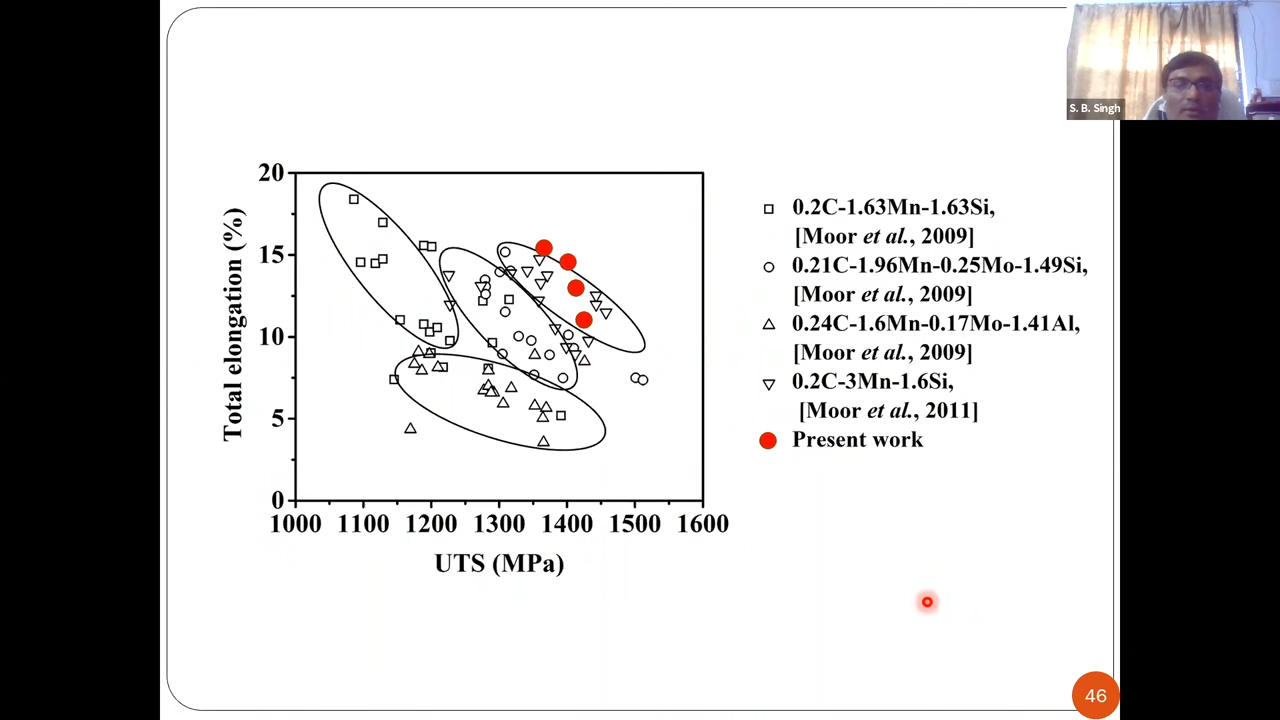 S. B. Singh
20
15
10
5
0
Total elongation (%)
1000 1100 1200 1300 1400 1500 1600
UTS (MPa)
0.2C-1.63Mn-1.63Si,
[Moor et al., 2009]
0.21C-1.96Mn-0.25Mo-1.49Si,
[Moor et al., 2009]
0.24C-1.6Mn-0.17Mo-1.41Al,
[Moor et al., 2009]
0.2C-3Mn-1.6Si,
[Moor et al., 2011]
Present work
46